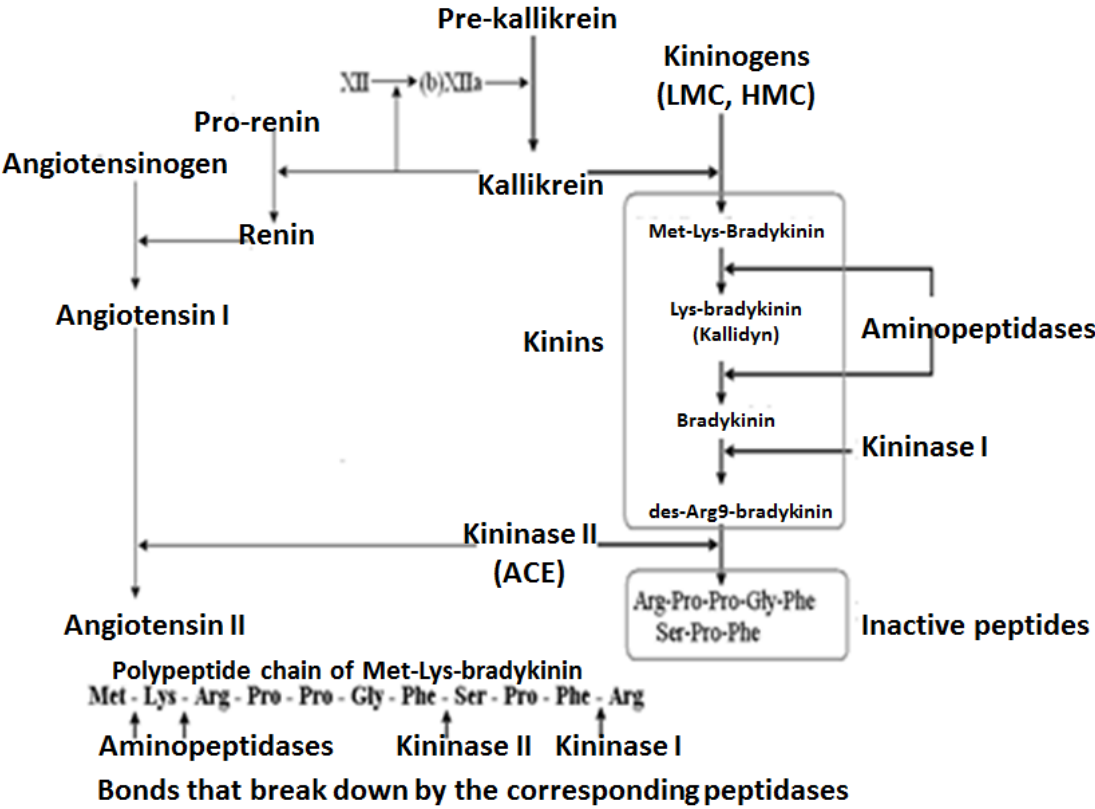 Pre-kallikrein
Kininogens
(LMC, HMC)
XII
(b)XIIa
Pro-renin
Angiotensinogen
Kallikrein
Renin
Met-Lys-Bradykinin
Angiotensin I
Lys-bradykinin
(Kallidyn)
Kinins
Aminopeptidases
Bradykinin
Kininase I
des-Arg9-bradykinin
Kininase II
(ACE)
Arg-Pro-Pro-Gly-Phe
Ser-Pro-Phe
Angiotensin II
Inactive peptides
Polypeptide chain of Met-Lys-bradykinin
Met - Lys - Arg - Pro - Pro - Gly - Phe - Ser - Pro - Phe - Arg
Aminopeptidases Kininase II Kininase I
Bonds that break down by the corresponding peptidases